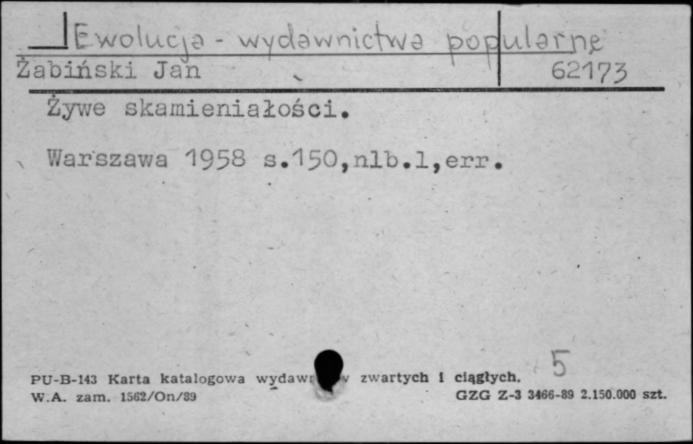 Ewolucja - wydawnictwa popularne
Żabiński Jan 62173
Żywe skamieniałości.
Warszawa 1958 s.150,nlb.1,err.
5
PU-B-143 Karta katalogowa zwartych i ciągłych.
W.A. zam. 1562/On/89 GZG Z-3 3466-89 2.150.000 szt.